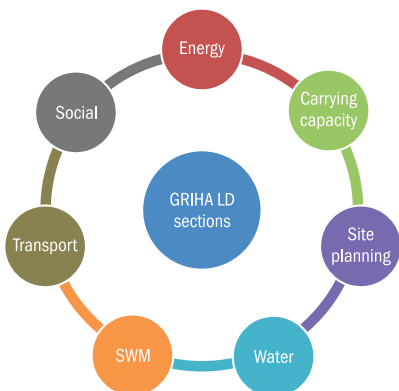 Energy
Carrying
capacity
Site
planning
Water
SWM
Transport
Social
GRIHA LD
sections